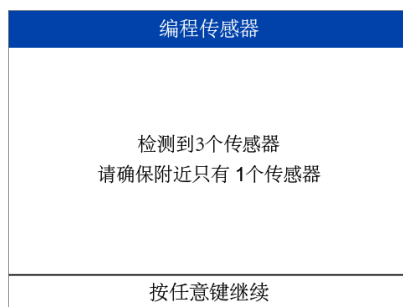 编程传感器
检测到3个传感器
请确保附近只有 1个传感器
按任意键继续